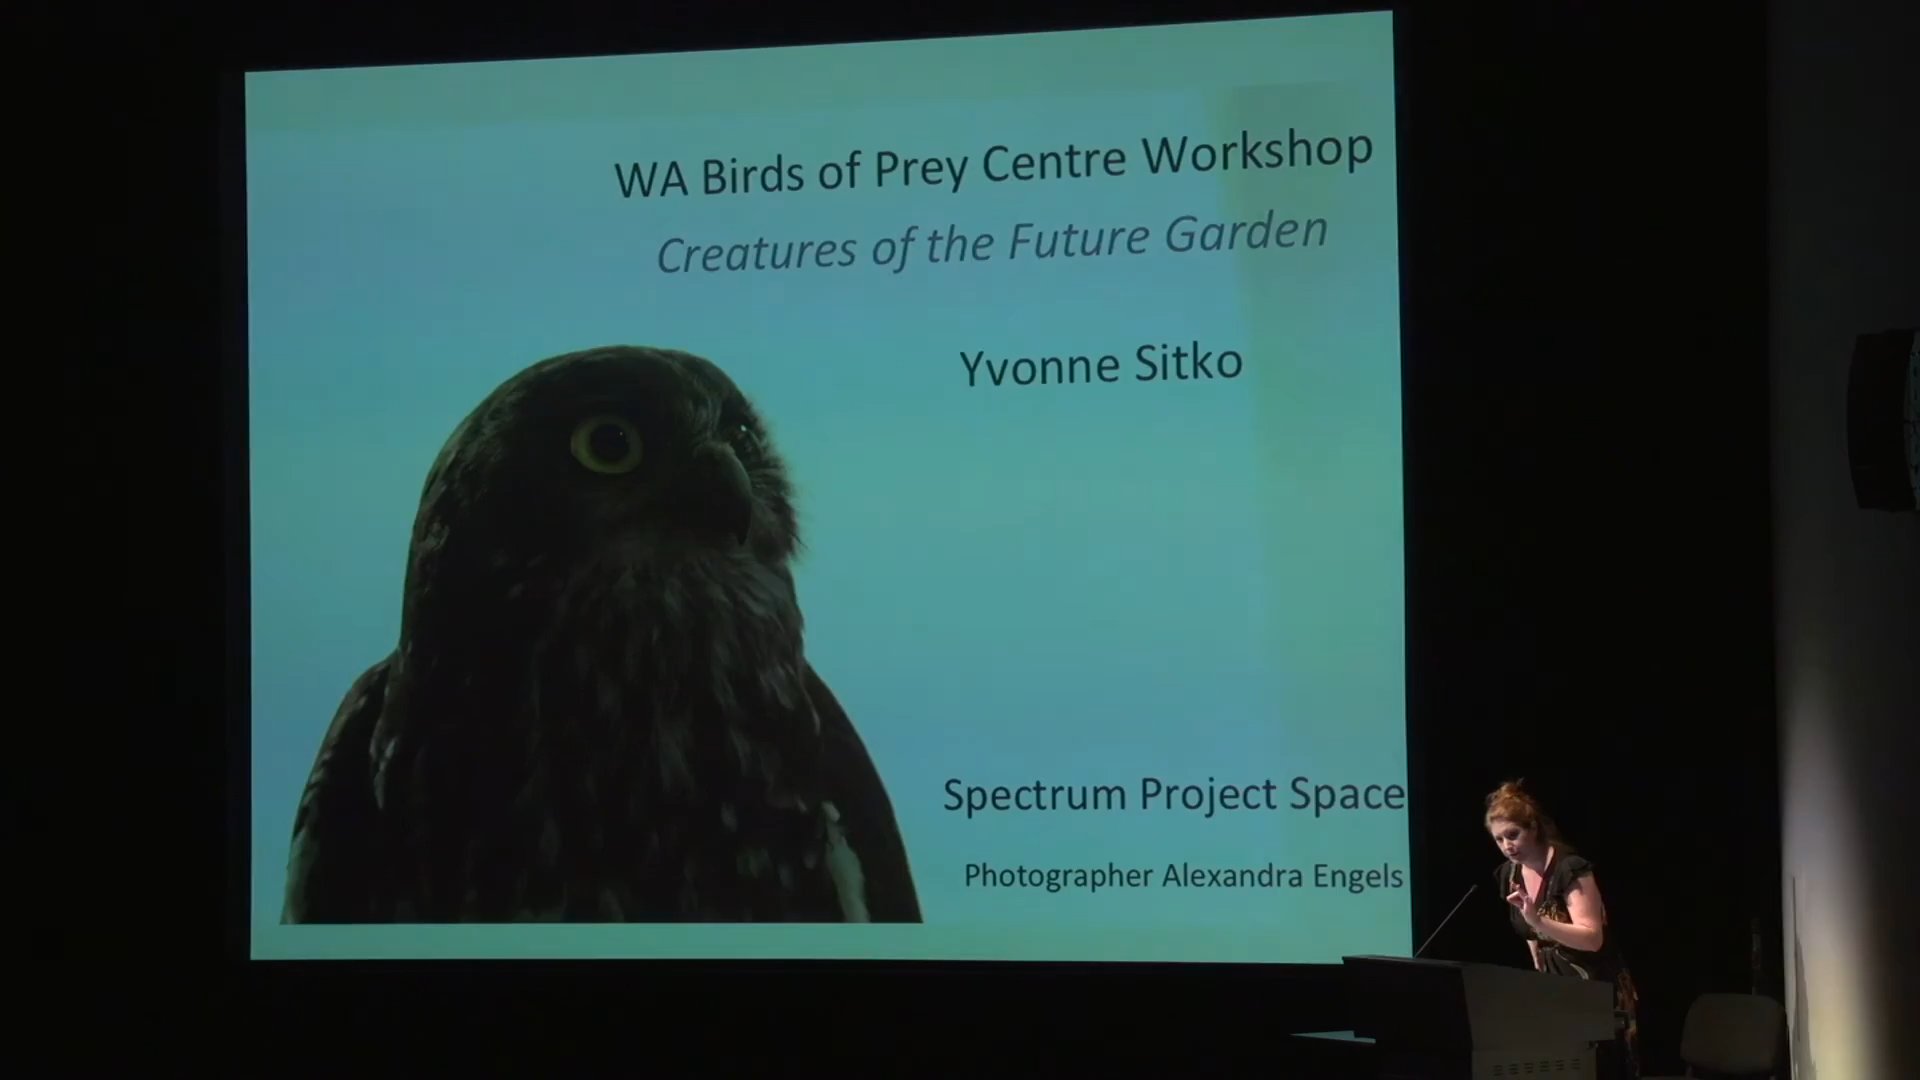 WA Birds of Prey Centre Workshop
Creatures of the Future Garden
Yvonne Sitko
Spectrum Project Space
Photographer Alexandra Engels